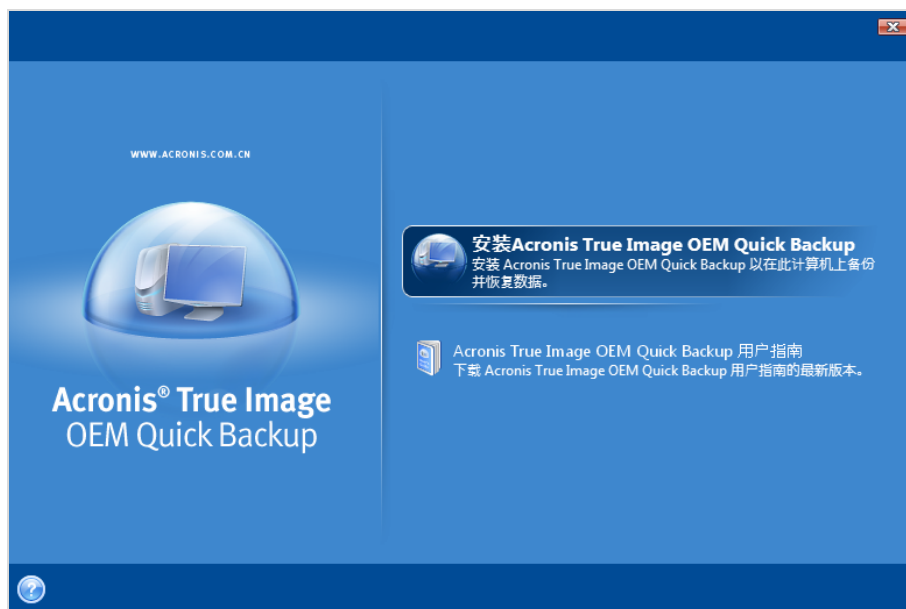 WWW.ACRONIS.COM.CN
Acronis® True Image
OEM Quick Backup
安装Acronis True Image OEM Quick Backup
安装 Acronis True Image OEM Quick Backup 以在此计算机上备份
并恢复数据。
Acronis True Image OEM Quick Backup 用户指南
下载 Acronis True Image OEM Quick Backup 用户指南的最新版本。
?